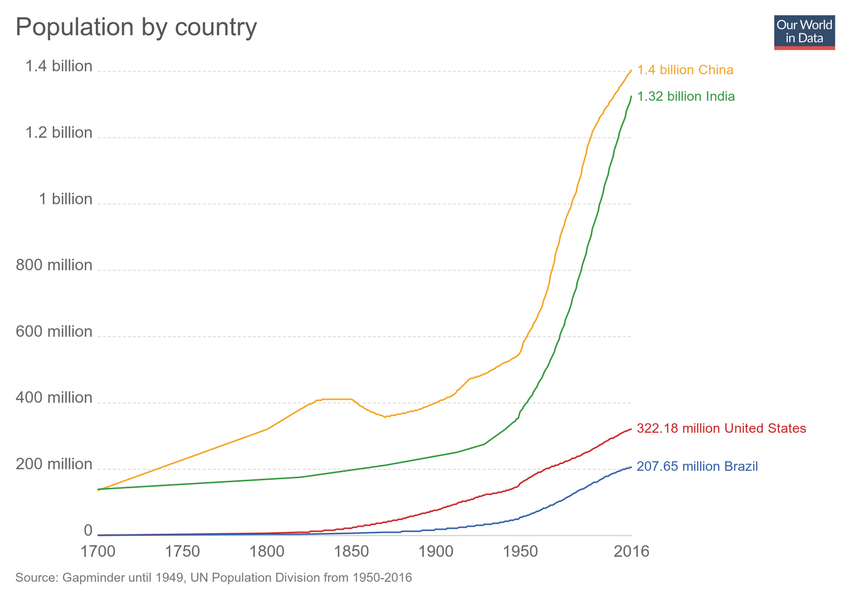 Population by country
Our World
in Data
1.4 billion
1.2 billion
1 billion
800 million
600 million
400 million
200 million
0
1.4 billion China
1.32 billion India
322.18 million United States
207.65 million Brazil
1700
1750
1800
1850
1900
1950
2016
Source: Gapminder until 1949, UN Population Division from 1950-2016